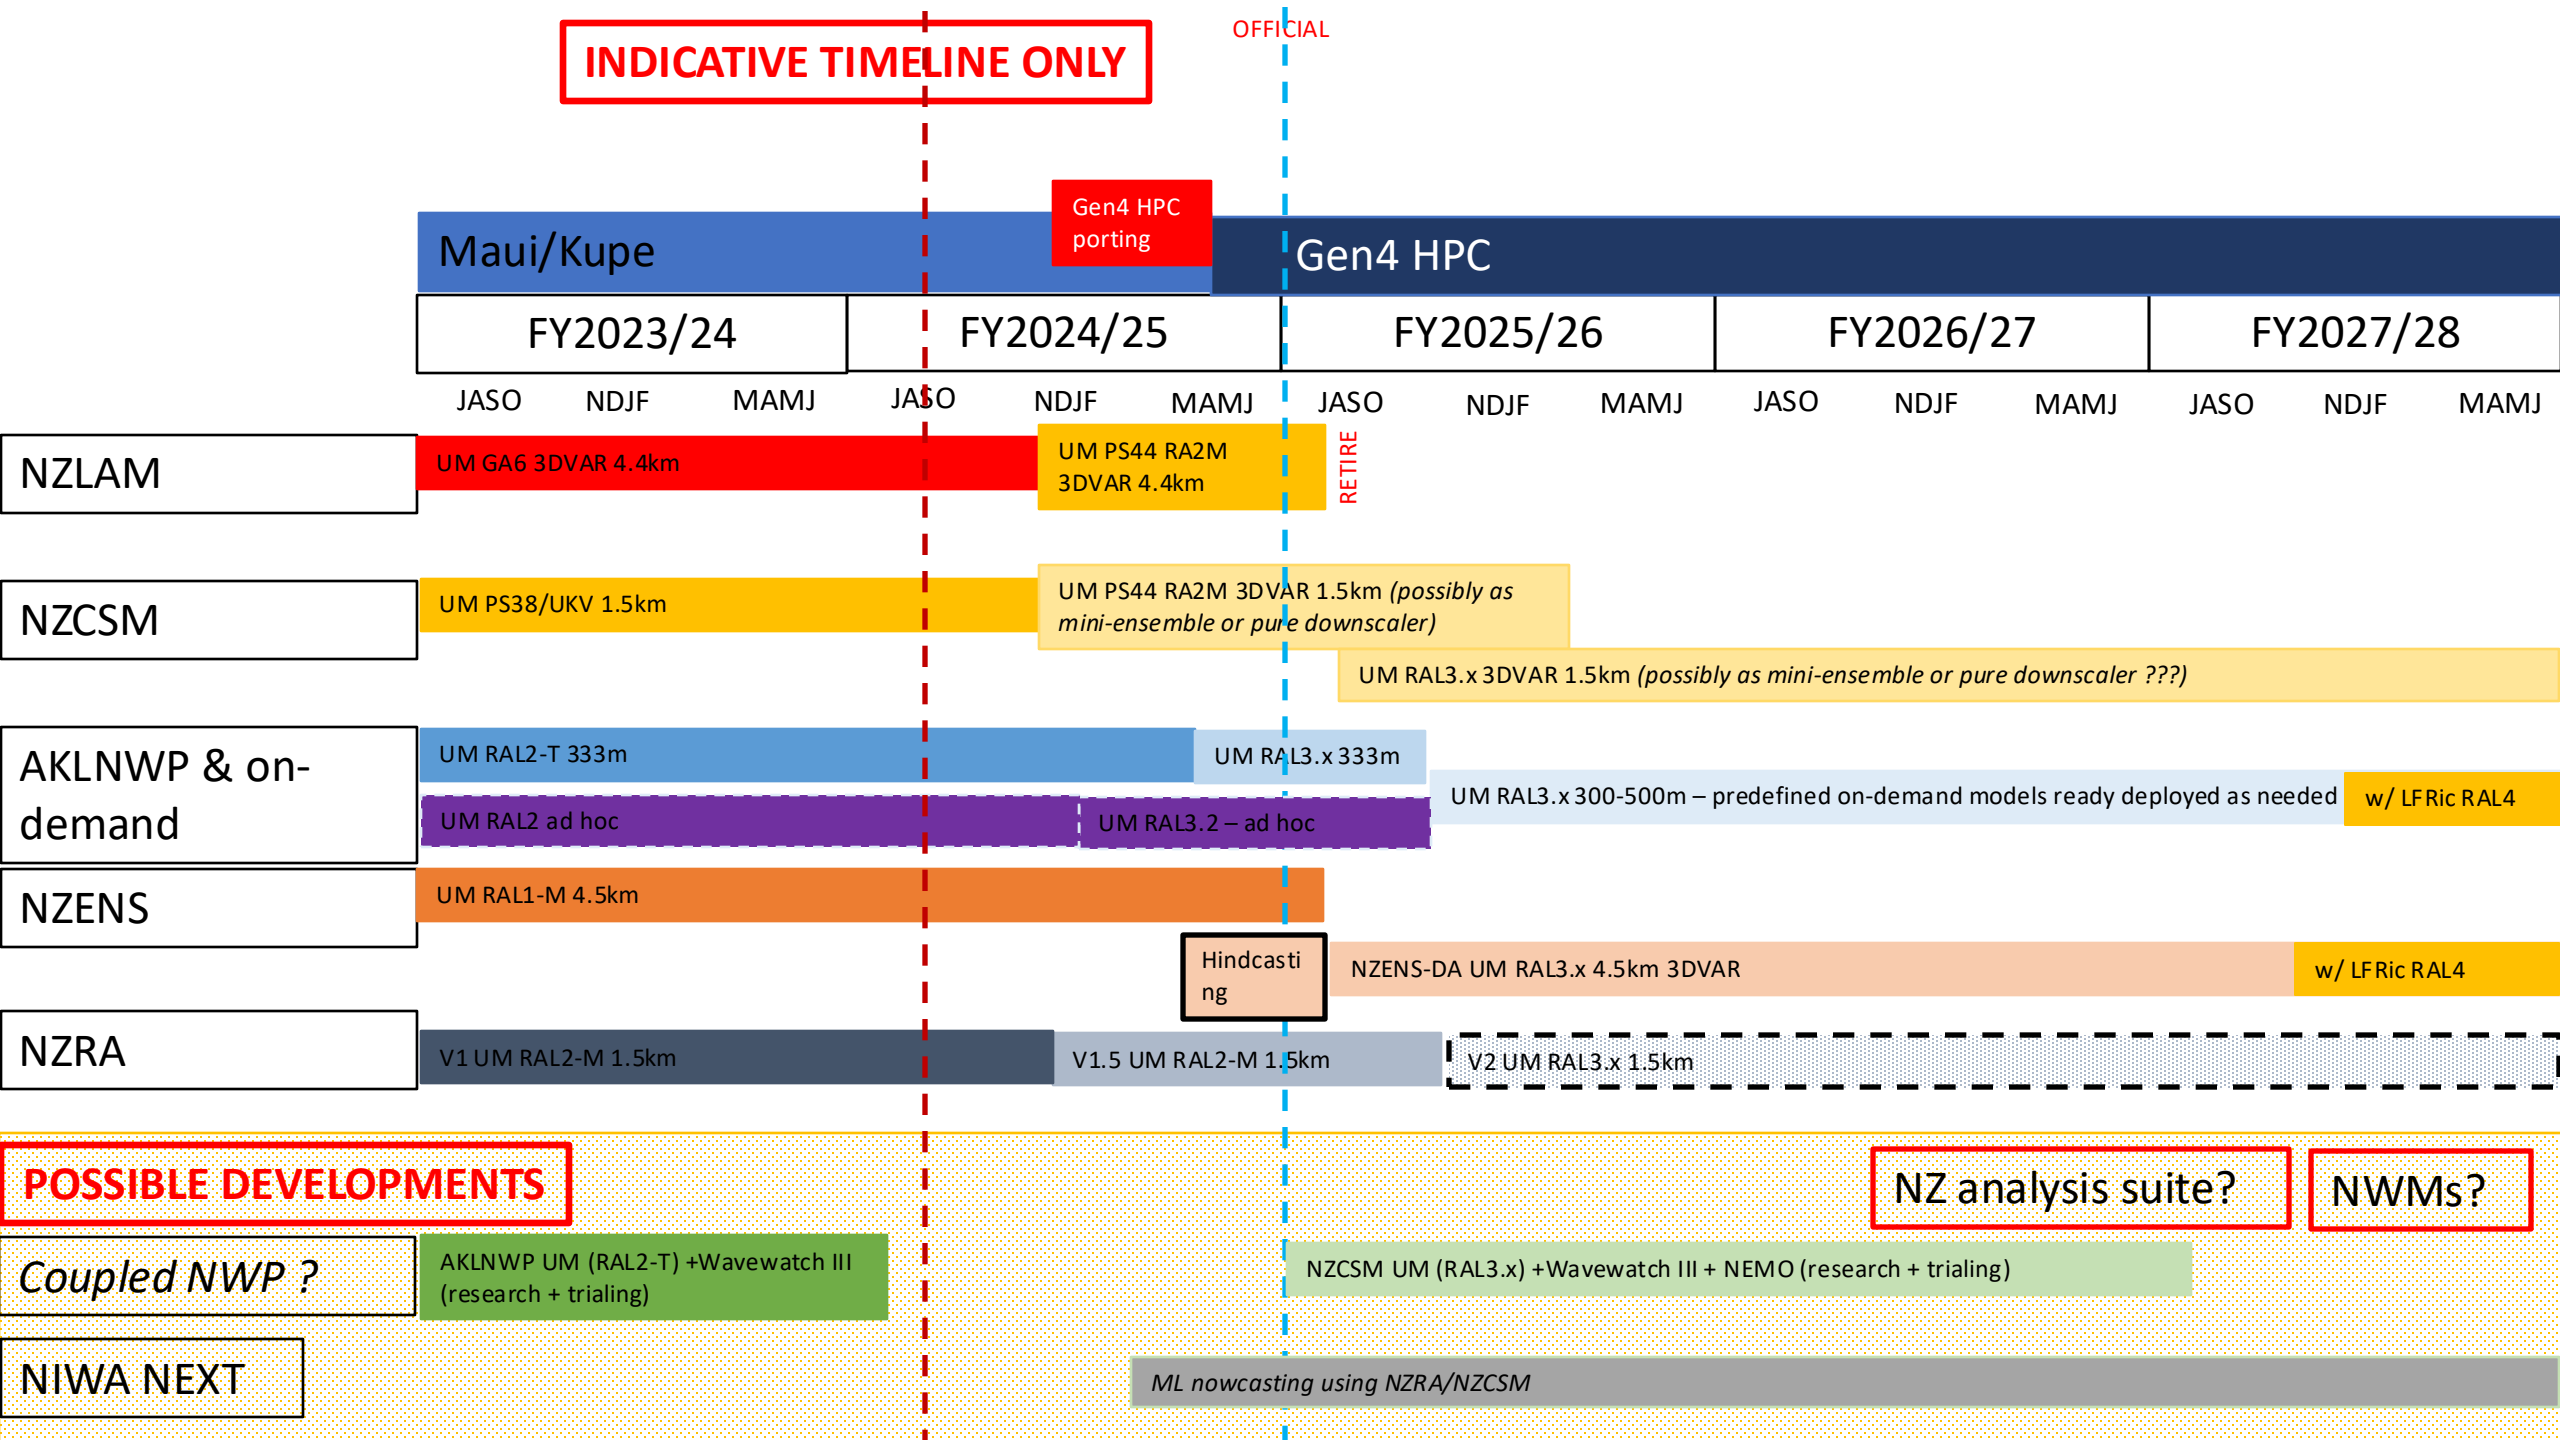 OFFICIAL
INDICATIVE TIMELINE ONLY
Gen4 HPC
porting
Maui/Kupe
Gen4 HPC
FY2023/24
FY2024/25
FY2025/26
FY2026/27
FY2027/28
JASO
NDJF
MAMJ
JASO
NDJF
MAMJ
JASO
NDJF
MAMJ
JASO
NDJF
MAMJ
JASO
NDJF
MAMJ
NZLAM
UM GA6 3DVAR 4.4km
UM PS44 RA2M
3DVAR 4.4km
RETIRE
NZCSM
UM PS38/UKV 1.5km
UM PS44 RA2M 3DVAR 1.5km (possibly as
mini-ensemble or pure downscaler)
UM RAL3.x 3DVAR 1.5km (possibly as mini-ensemble or pure downscaler ???)
AKLNWP & on-
demand
UM RAL2-T 333m
UM RAL3.x 333m
UM RAL2 ad hoc
UM RAL3.2 – ad hoc
UM RAL3.x 300-500m – predefined on-demand models ready deployed as needed
w/ LFRic RAL4
NZENS
UM RAL1-M 4.5km
Hindcasti
ng
NZENS-DA UM RAL3.x 4.5km 3DVAR
w/ LFRic RAL4
NZRA
V1 UM RAL2-M 1.5km
V1.5 UM RAL2-M 1.5km
V2 UM RAL3.x 1.5km
POSSIBLE DEVELOPMENTS
NZ analysis suite?
NWMs?
Coupled NWP ?
AKLNWP UM (RAL2-T) +Wavewatch III
(research + trialing)
NZCSM UM (RAL3.x) +Wavewatch III + NEMO (research + trialing)
NIWA NEXT
ML nowcasting using NZRA/NZCSM